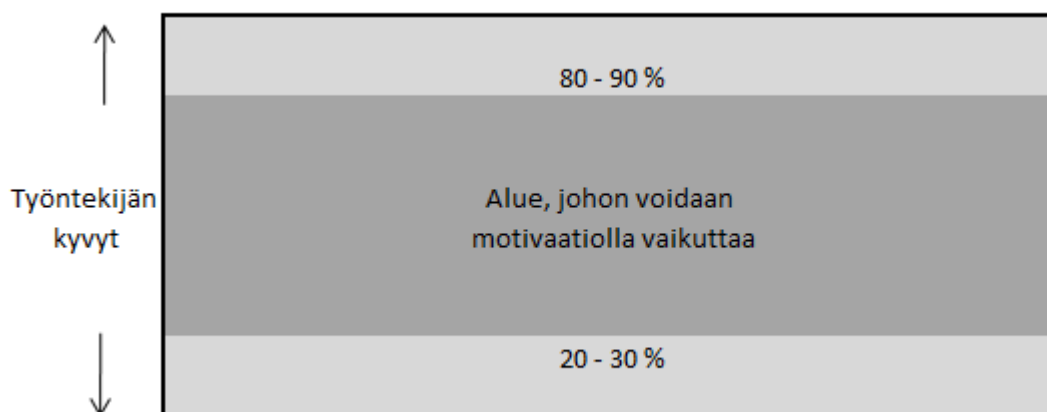 80 - 90 %
Työntekijän
kyvyt
Alue, johon voidaan
motivaatiolla vaikuttaa
20 - 30 %